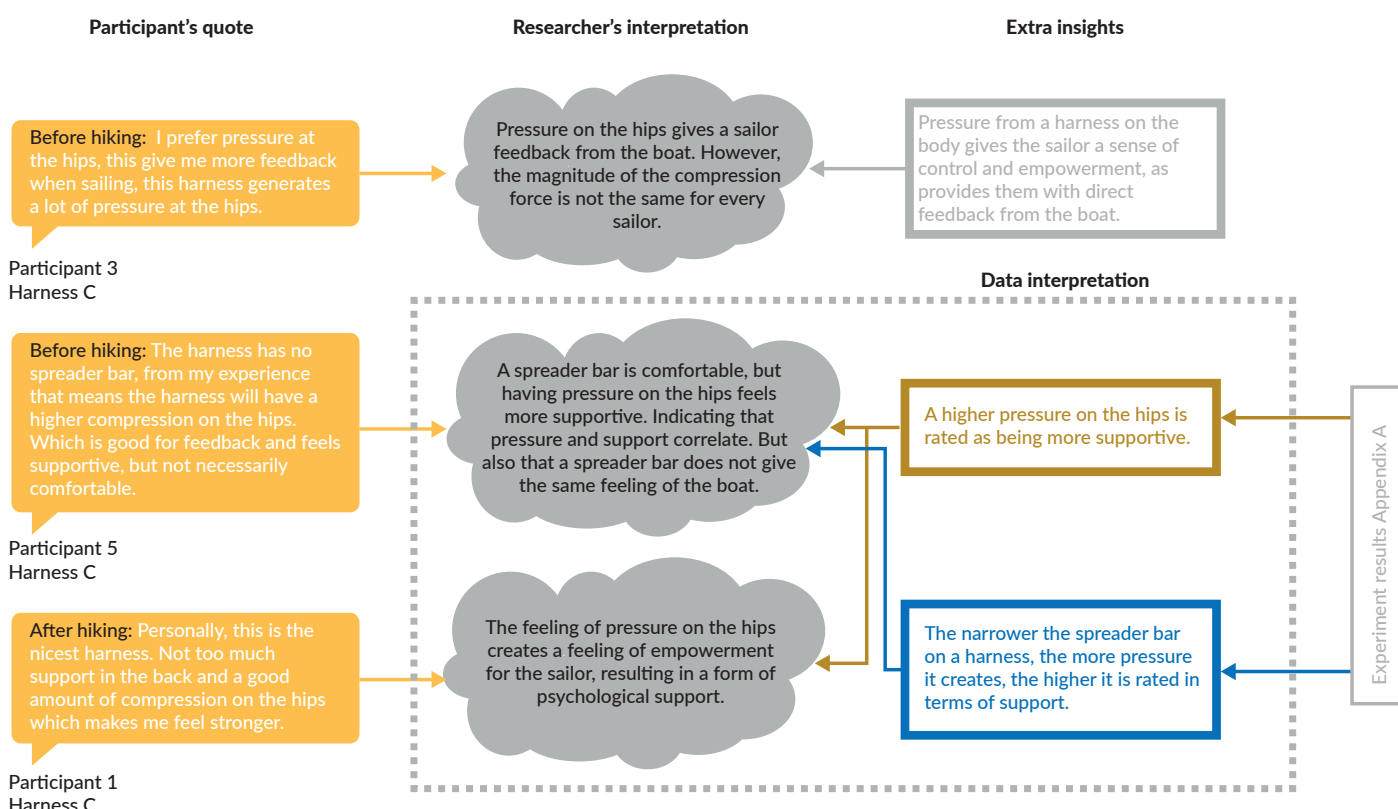 Participant's quote
Researcher's interpretation
Extra insights
Before hiking: I prefer pressure at
the hips, this give me more feedback
when sailing, this harness generates
a lot of pressure at the hips.
Participant 3
Harness C
Pressure on the hips gives a sailor
feedback from the boat. However,
the magnitude of the compression
force is not the same for every
sailor.
Pressure from a harness on the
body gives the sailor a sense of
control and empowerment, as
provides them with direct
feedback from the boat.
Data interpretation
Before hiking: The harness has no
spreader bar, from my experience
that means the harness will have a
higher compression on the hips.
Which is good for feedback and feels
supportive, but not necessarily
comfortable.
Participant 5
Harness C
A spreader bar is comfortable, but
having pressure on the hips feels
more supportive. Indicating that
pressure and support correlate. But
also that a spreader bar does not give
the same feeling of the boat.
A higher pressure on the hips is
rated as being more supportive.
Experiment results Appendix A
After hiking: Personally, this is the
nicest harness. Not too much
support in the back and a good
amount of compression on the hips
which makes me feel stronger.
Participant 1
Harness C
The feeling of pressure on the hips
creates a feeling of empowerment
for the sailor, resulting in a form of
psychological support.
The narrower the spreader bar
on a harness, the more pressure
it creates, the higher it is rated in
terms of support.